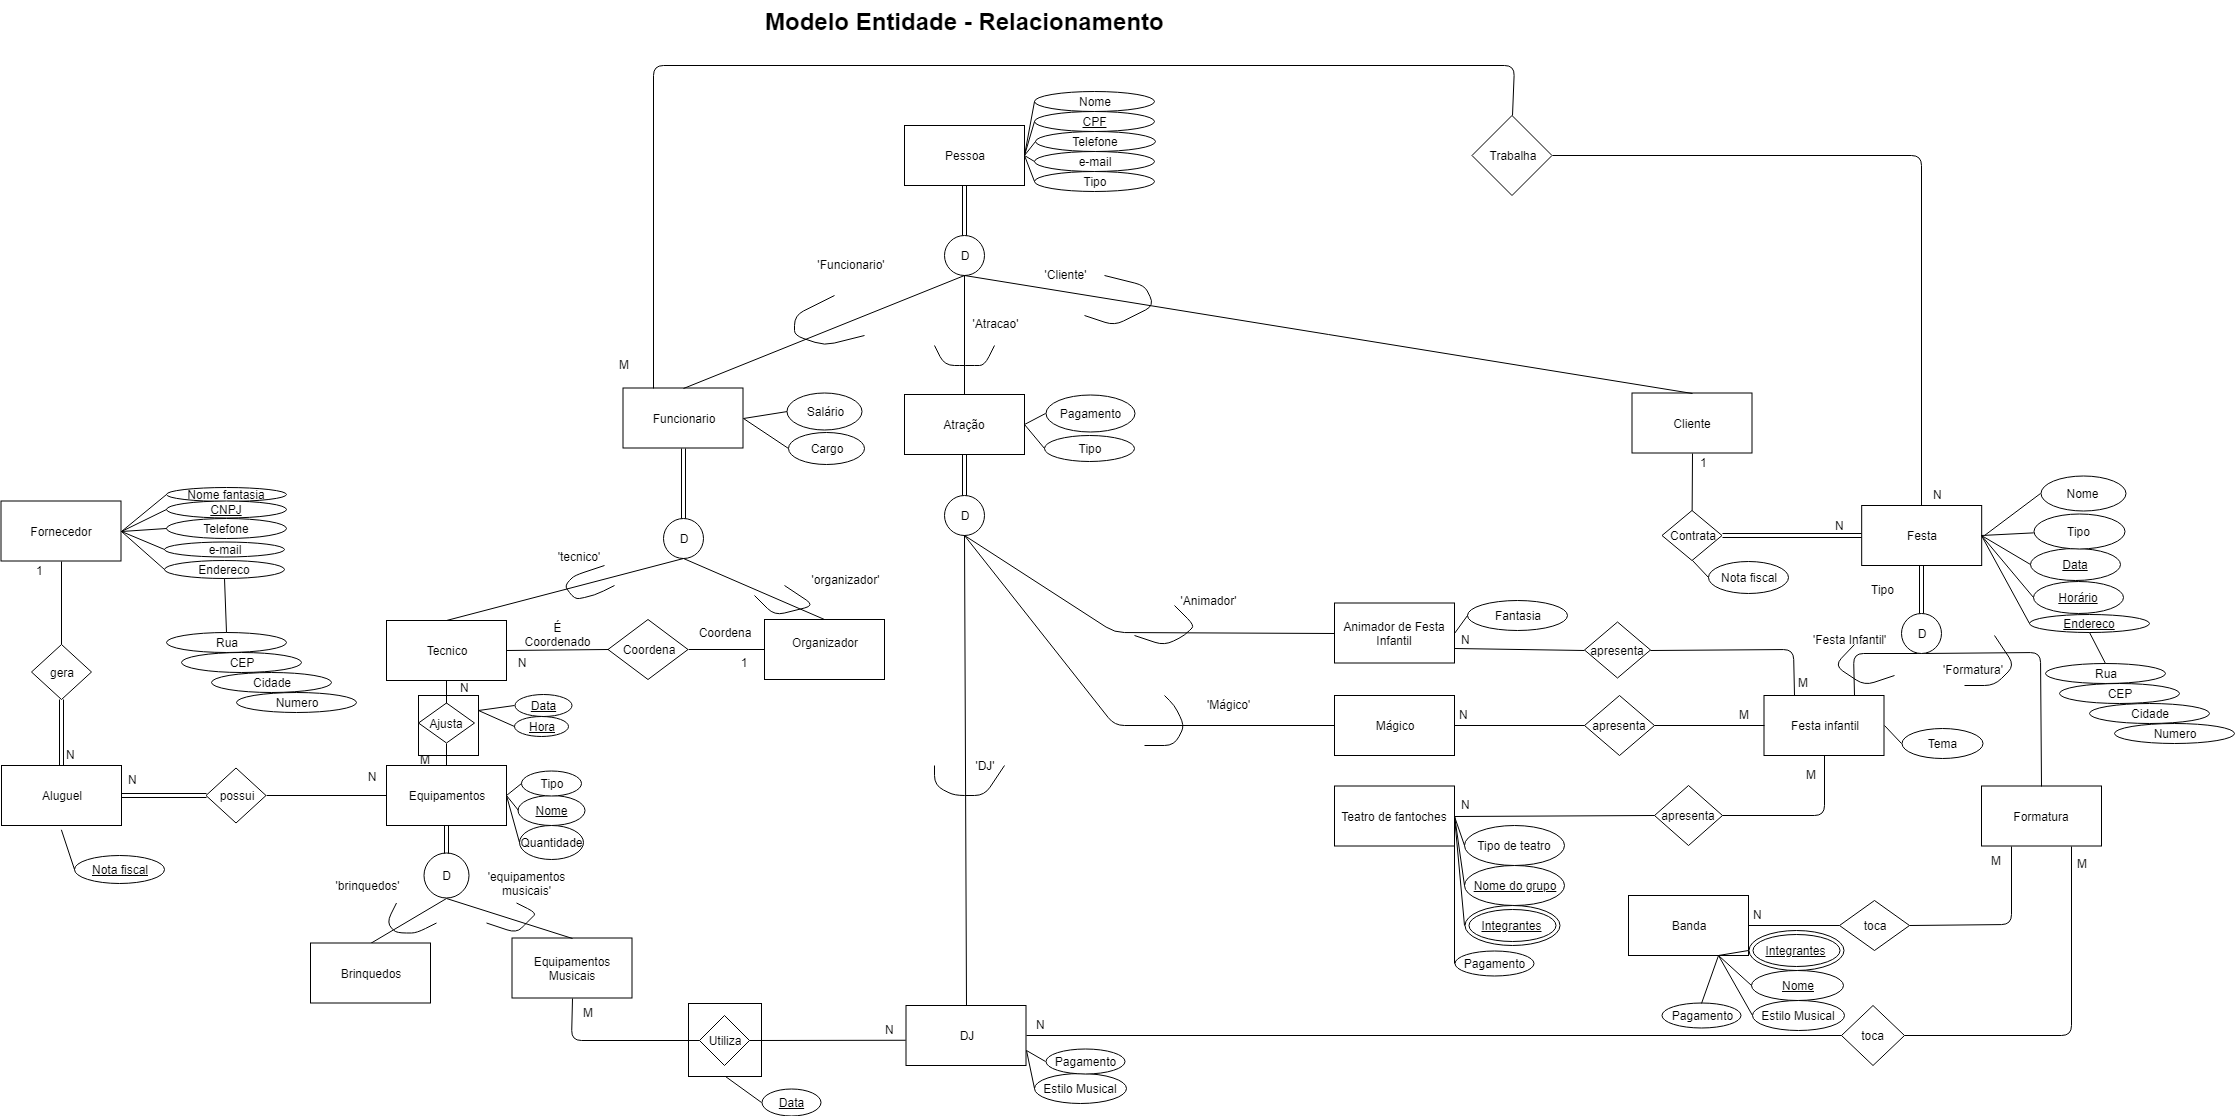 Modelo Entidade - Relacionamento
Nome
CPF
Telefone
e-mail
Tipo
Pessoa
Trabalha
D
'Funcionario'
'Cliente'
'Atracao'
M
Funcionario
Salário
Cargo
Atração
Pagamento
Tipo
Cliente
1
N
Nome
Tipo
Data
Horário
Endereco
Rua
CEP
Cidade
Numero
Festa
N
Contrata
Nota fiscal
Tipo
D
'Festa Infantil'
'Formatura'
Fornecedor
Nome fantasia
CNPJ
Telefone
e-mail
Endereco
Rua
CEP
Cidade
Numero
1
gera
N
D
'tecnico'
'organizador'
Tecnico
É
Coordenado
N
Coordena
Coordena
1
Organizador
D
'Animador'
'Mágico'
'DJ'
Animador de Festa
Infantil
Fantasia
N
apresenta
M
Mágico
N
apresenta
M
Festa infantil
Tema
M
Teatro de fantoches
N
apresenta
Tipo de teatro
Nome do grupo
Integrantes
Pagamento
Formatura
M
M
N
Ajusta
Data
Hora
M
Aluguel
N
possui
N
Equipamentos
Tipo
Nome
Quantidade
Nota fiscal
D
'brinquedos'
'equipamentos
musicais'
Brinquedos
Equipamentos
Musicais
M
Utiliza
Data
N
DJ
N
Pagamento
Estilo Musical
Banda
N
toca
Integrantes
Nome
Estilo Musical
Pagamento
toca